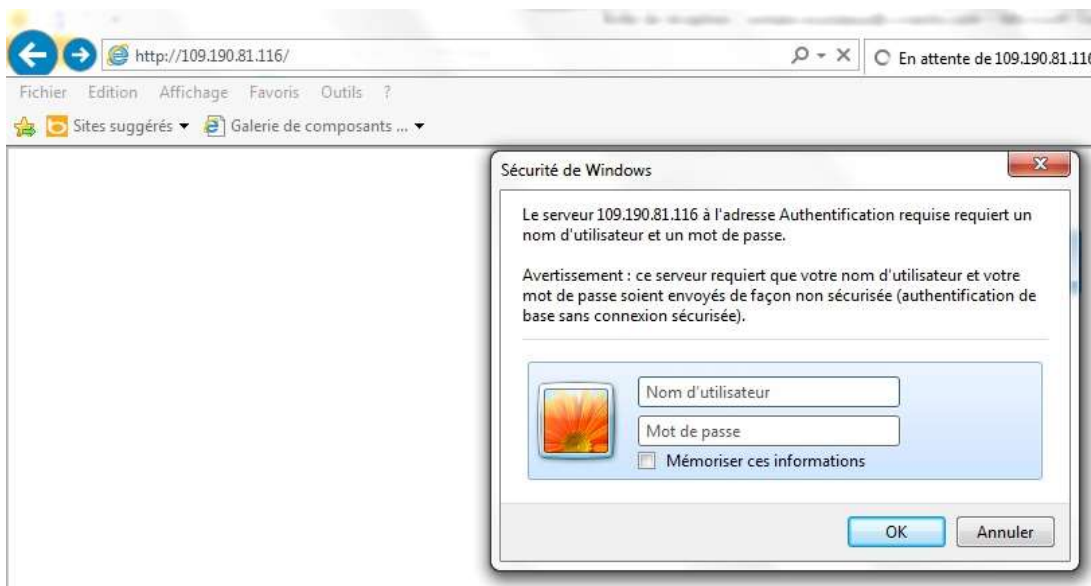 http://109.190.81.116/
En attente de 109.190.81.116
Fichier Edition Affichage Favoris Outils ?
Sites suggérés Galerie de composants ...
Sécurité de Windows
Le serveur 109.190.81.116 à l'adresse Authentification requise requiert un
nom d'utilisateur et un mot de passe.
Avertissement : ce serveur requiert que votre nom d'utilisateur et votre
mot de passe soient envoyés de façon non sécurisée (authentification de
base sans connexion sécurisée).
Nom d'utilisateur
Mot de passe
Mémoriser ces informations
OK Annuler